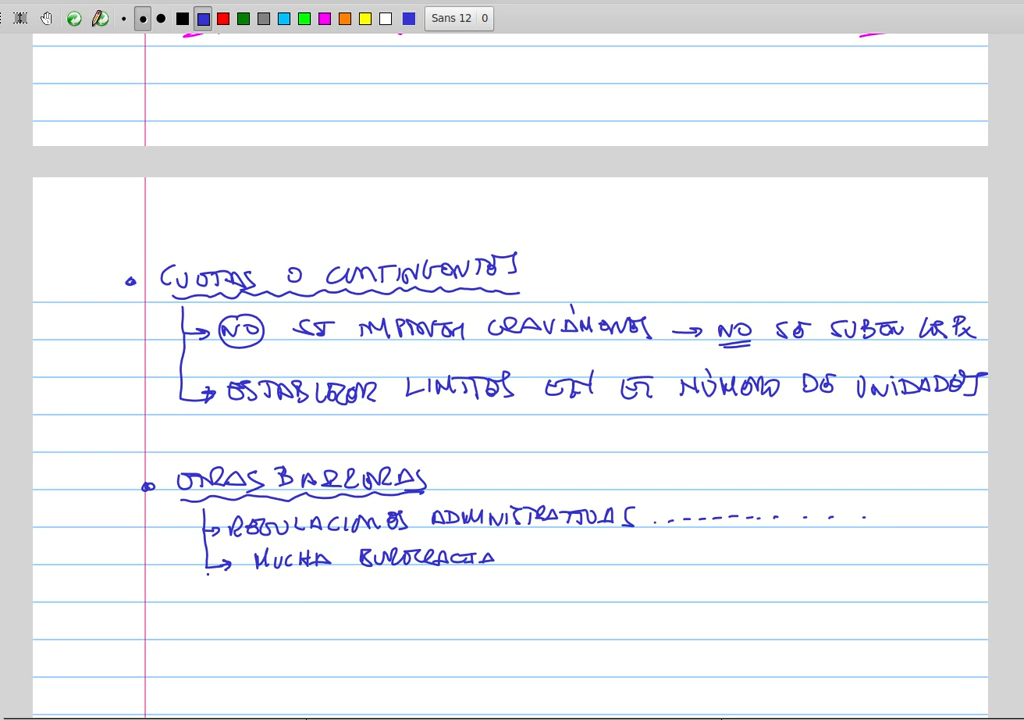 Sans 12 0
• CUOTAS O CONTINGENTES
→ NO SE IMPONEN GRAVÁMENES → NO SE SUBEN LOS Px
→ ESTABLECER LIMITES EN EL NÚMERO DE UNIDADES
• OTRAS BARRERAS
→ REGULACIONES ADMINISTRATIVAS ..............
→ MUCHA BUROCRACIA